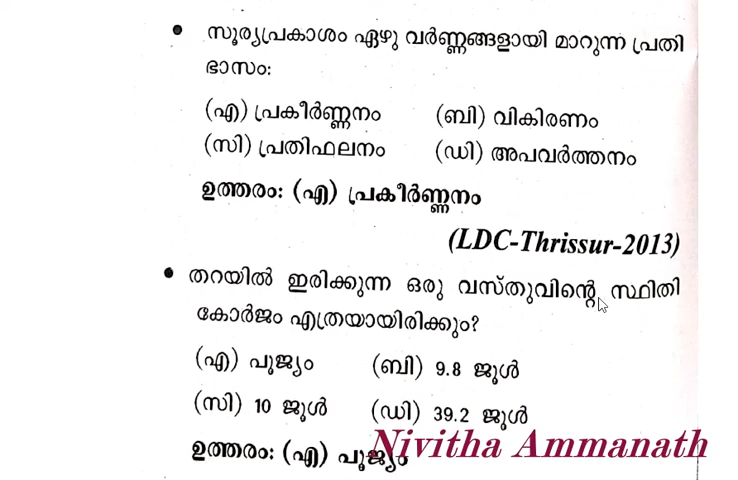 • സൂര്യപ്രകാശം ഏഴു വർണ്ണങ്ങളായി മാറുന്ന പ്രതി
ഭാസം:
(എ) പ്രകീർണ്ണനം (ബി) വികിരണം
(സി) പ്രതിഫലനം (ഡി) അപവർത്തനം
ഉത്തരം: (എ) പ്രകീർണ്ണനം
(LDC-Thrissur-2013)
• തറയിൽ ഇരിക്കുന്ന ഒരു വസ്തുവിന്റെ സ്ഥിതി
കോർജം എത്രയായിരിക്കും?
(എ) പൂജ്യം (ബി) 9.8 ജൂൾ
(സി) 10 ജൂൾ (ഡി) 39.2 ജൂൾ
ഉത്തരം: (എ) പൂജ്യം
Nivitha Ammanath